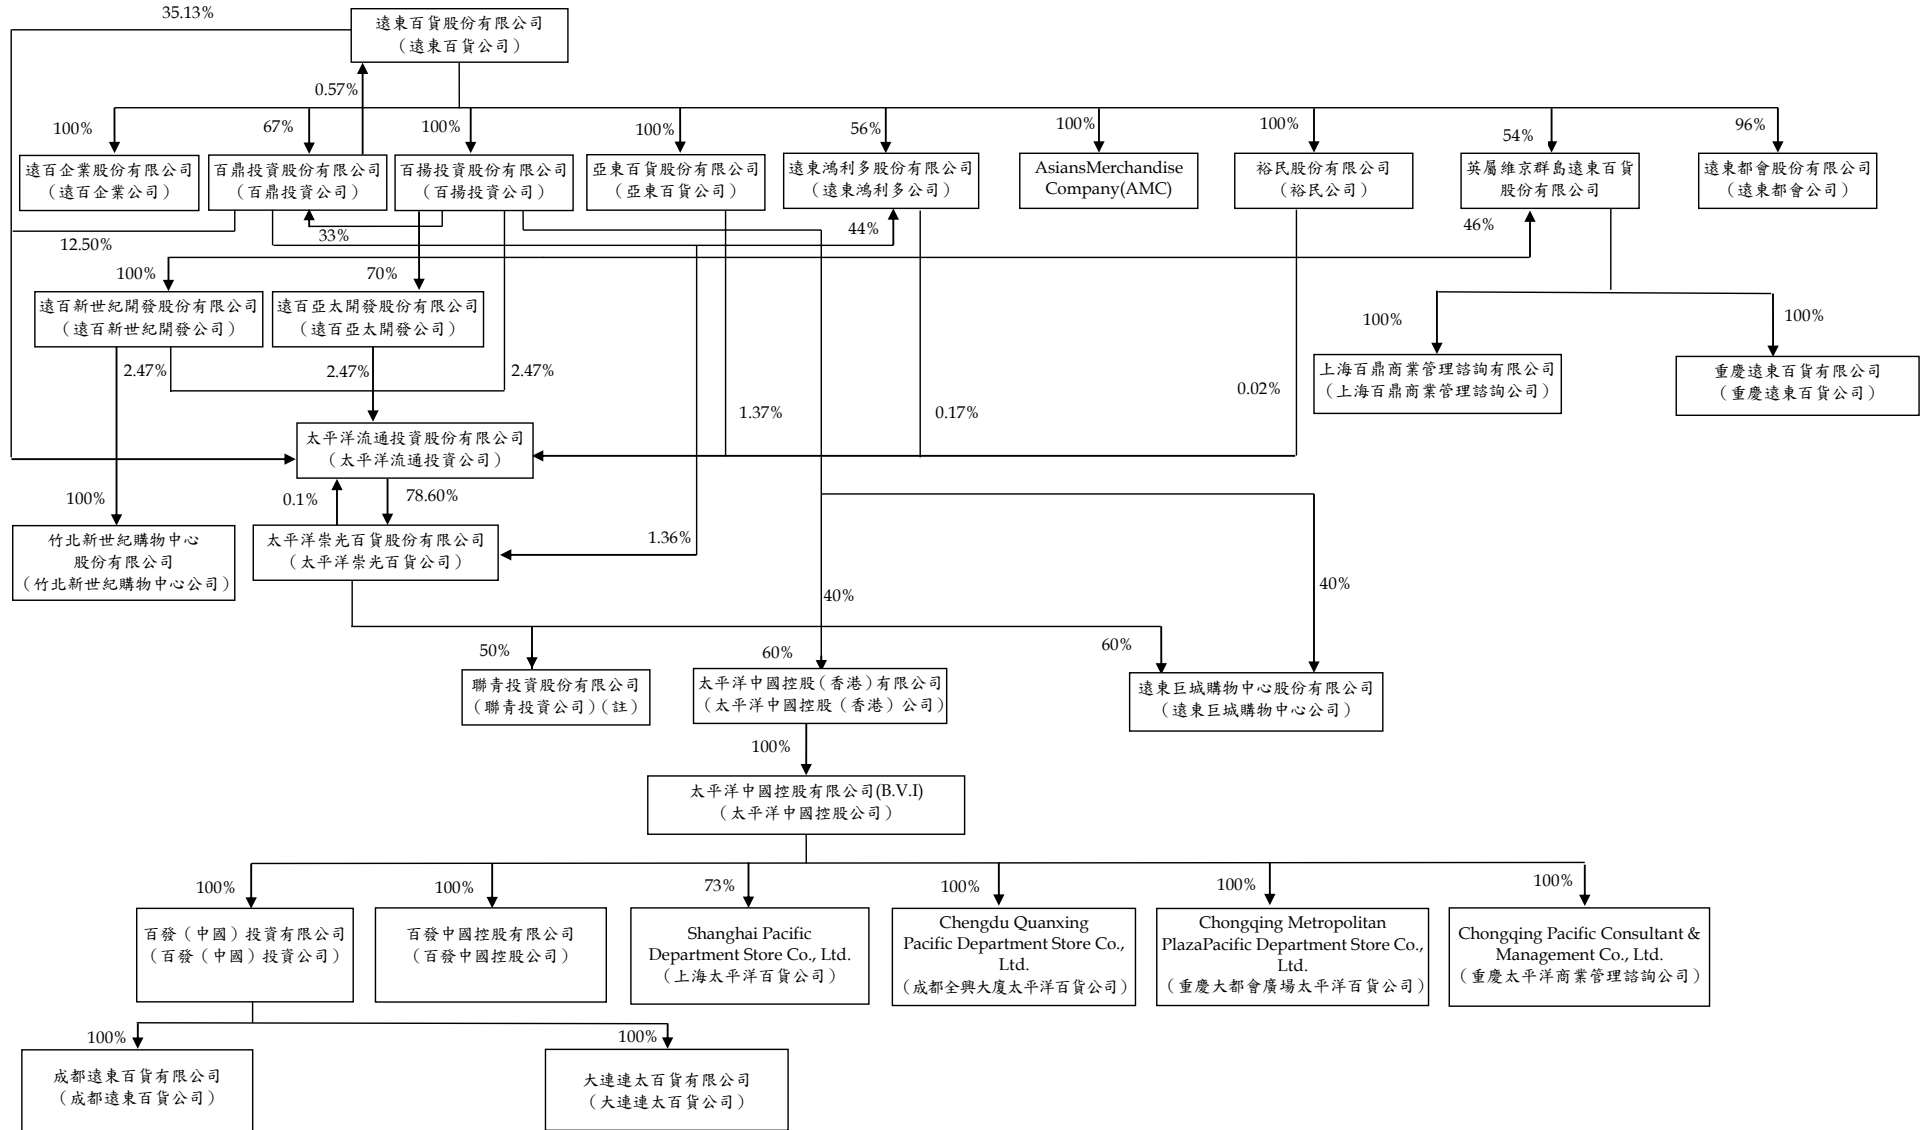 35.13%
遠東百貨股份有限公司
（遠東百貨公司）
0.57%
100%
67%
100%
100%
56%
100%
100%
54%
96%
遠百企業股份有限公司
（遠百企業公司）
百鼎投資股份有限公司
（百鼎投資公司）
百揚投資股份有限公司
（百揚投資公司）
亞東百貨股份有限公司
（亞東百貨公司）
遠東鴻利多股份有限公司
（遠東鴻利多公司）
AsiansMerchandise
Company(AMC)
裕民股份有限公司
（裕民公司）
英屬維京群島遠東百貨
股份有限公司
遠東都會股份有限公司
（遠東都會公司）
12.50%
33%
44%
46%
100%
70%
遠百新世紀開發股份有限公司
（遠百新世紀開發公司）
遠百亞太開發股份有限公司
（遠百亞太開發公司）
100%
100%
2.47%
2.47%
2.47%
上海百鼎商業管理諮詢有限公司
（上海百鼎商業管理諮詢公司）
重慶遠東百貨有限公司
（重慶遠東百貨公司）
1.37%
0.17%
0.02%
太平洋流通投資股份有限公司
（太平洋流通投資公司）
100%
0.1%
78.60%
竹北新世紀購物中心
股份有限公司
（竹北新世紀購物中心公司）
太平洋崇光百貨股份有限公司
（太平洋崇光百貨公司）
1.36%
40%
40%
50%
60%
60%
聯青投資股份有限公司
（聯青投資公司）（註）
太平洋中國控股（香港）有限公司
（太平洋中國控股（香港）公司）
遠東巨城購物中心股份有限公司
（遠東巨城購物中心公司）
100%
太平洋中國控股有限公司(B.V.I)
（太平洋中國控股公司）
100%
100%
73%
100%
100%
100%
百發（中國）投資有限公司
（百發（中國）投資公司）
百發中國控股有限公司
（百發中國控股公司）
Shanghai Pacific
Department Store Co., Ltd.
（上海太平洋百貨公司）
Chengdu Quanxing
Pacific Department Store Co.,
Ltd.
（成都全興大廈太平洋百貨公司）
Chongqing Metropolitan
PlazaPacific Department Store Co.,
Ltd.
（重慶大都會廣場太平洋百貨公司）
Chongqing Pacific Consultant &
Management Co., Ltd.
（重慶太平洋商業管理諮詢公司）
100%
100%
成都遠東百貨有限公司
（成都遠東百貨公司）
大連連太百貨有限公司
（大連連太百貨公司）